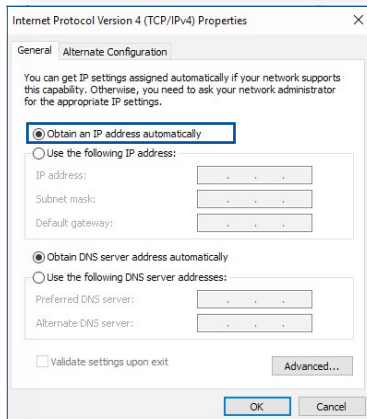 Internet Protocol Version 4 (TCP/IPv4) Properties
General
Alternate Configuration
You can get IP settings assigned automatically if your network supports
this capability. Otherwise, you need to ask your network administrator
for the appropriate IP settings.
Obtain an IP address automatically
Use the following IP address:
IP address:
Subnet mask:
Default gateway:
Obtain DNS server address automatically
Use the following DNS server addresses:
Preferred DNS server:
Alternate DNS server:
Validate settings upon exit
Advanced...
OK
Cancel